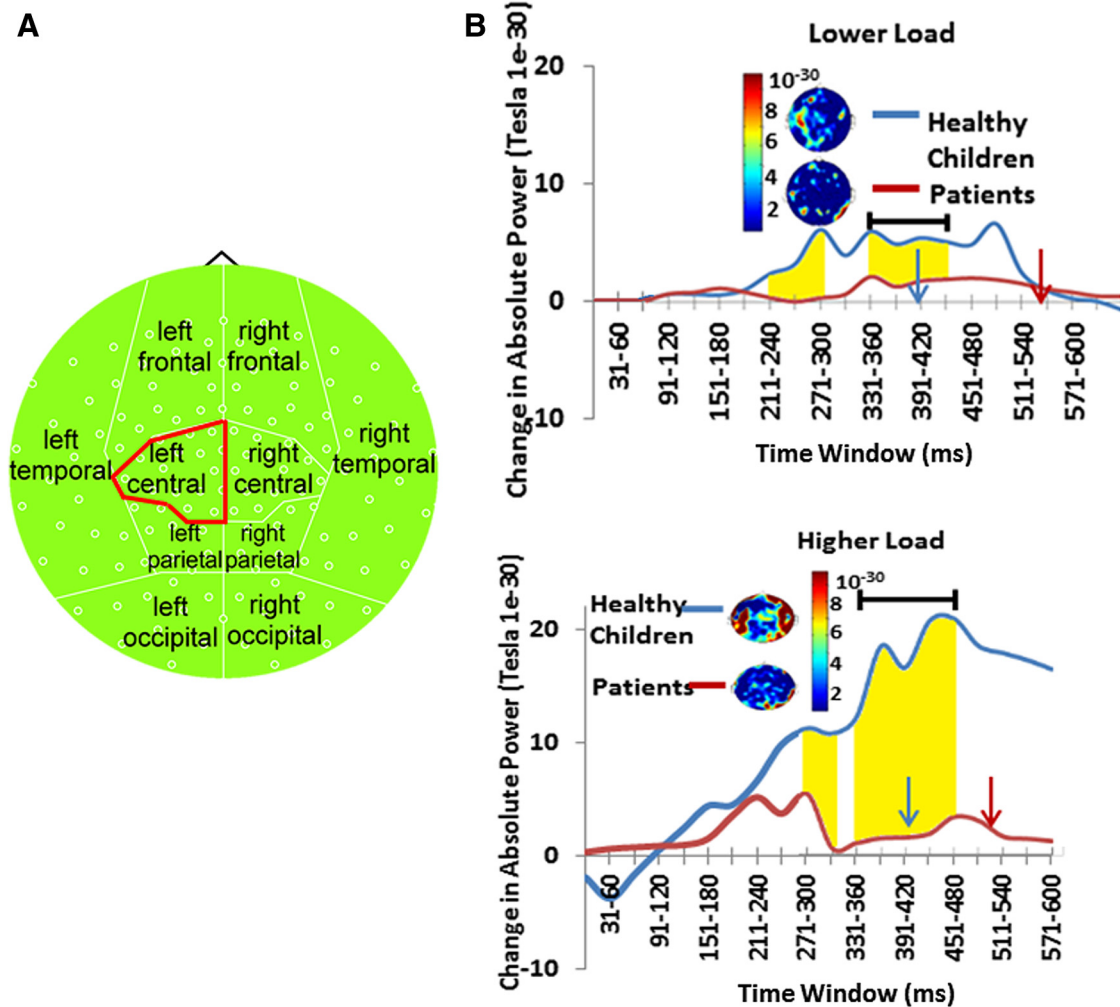 A
left
frontal
right
frontal
left
temporal
left
central
right
central
right
temporal
left
parietal
right
parietal
left
occipital
right
occipital
B
Lower Load
Change in Absolute Power (Tesla 1e-30)
20
10
0
-10
10-30
8
6
4
2
Healthy
Children
Patients
31-60
91-120
151-180
211-240
271-300
331-360
391-420
451-480
511-540
571-600
Time Window (ms)
Higher Load
Change in Absolute Power (Tesla 1e-30)
20
10
0
-10
Healthy
Children
Patients
10-30
8
6
4
2
31-60
91-120
151-180
211-240
271-300
331-360
391-420
451-480
511-540
571-600
Time Window (ms)